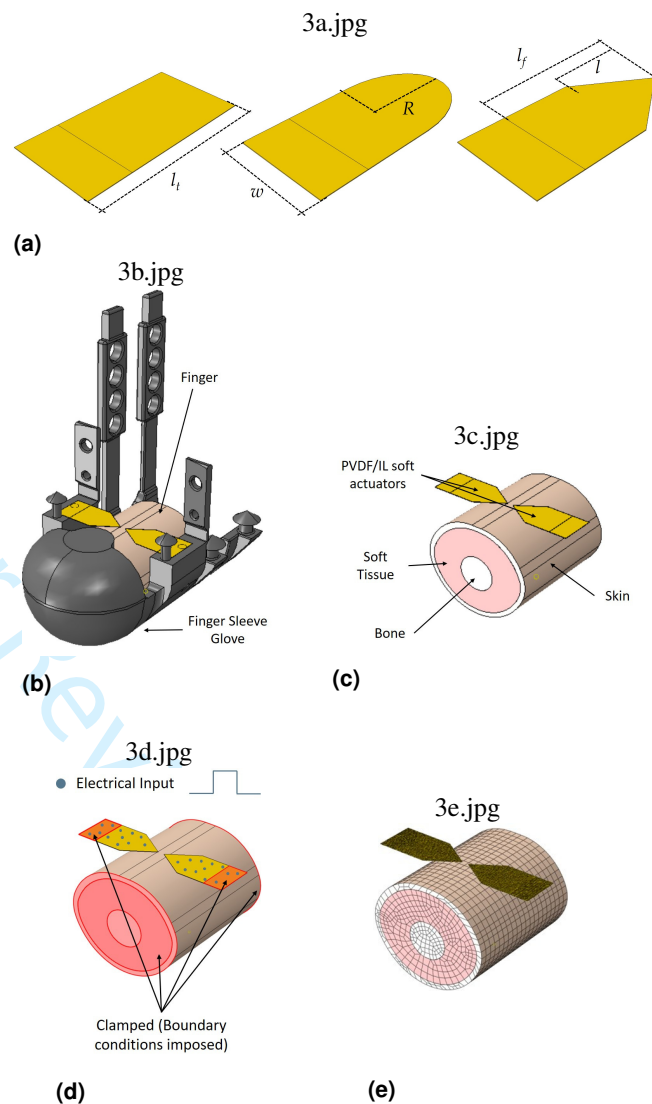 3a.jpg
l_f
l
R
l_t
w
(a)
3b.jpg
Finger
Finger Sleeve
Glove
(b)
3c.jpg
PVDF/IL soft
actuators
Soft
Tissue
Skin
Bone
(c)
3d.jpg
Electrical Input
Clamped (Boundary
conditions imposed)
(d)
3e.jpg
(e)